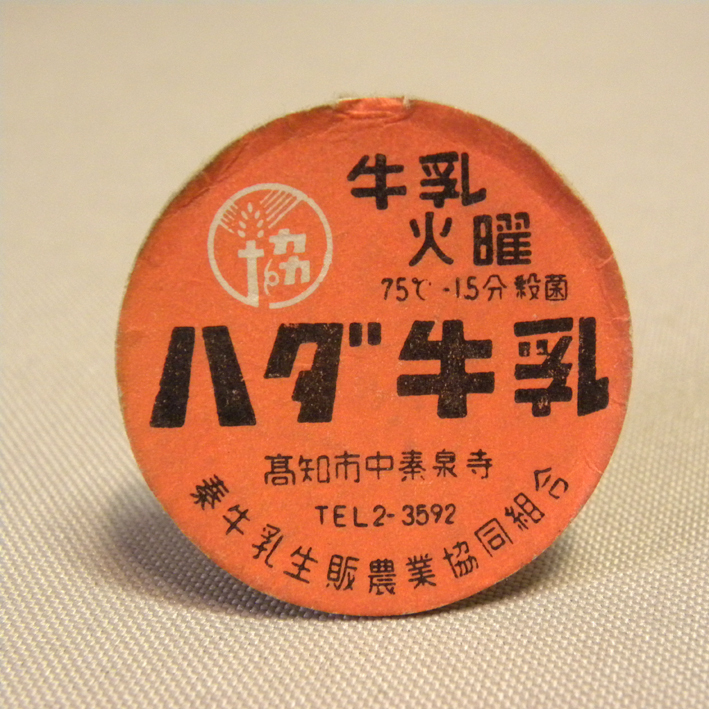 牛乳
火曜
協
75℃-15分 殺菌
ハダ牛乳
髙知市中秦泉寺
TEL2-3592
秦牛乳生販農業協同組合